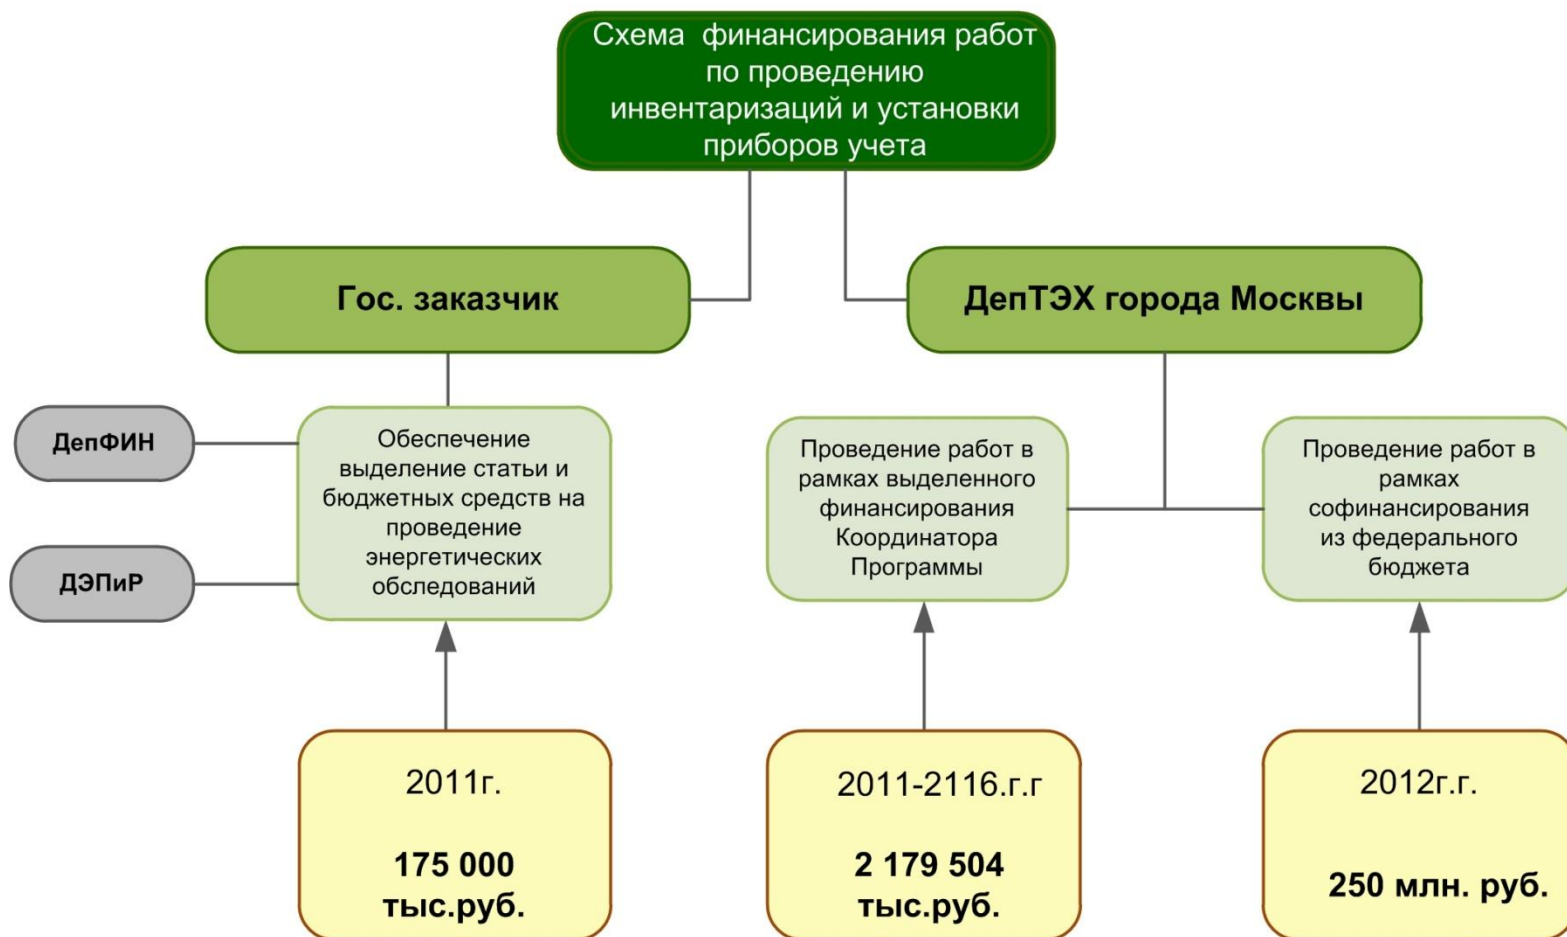 Схема финансирования работ
по проведению
инвентаризаций и установки
приборов учета
Гос. заказчик
ДепТЭХ города Москвы
ДепФИН
ДЭПиР
Обеспечение
выделение статьи и
бюджетных средств на
проведение
энергетических
обследований
Проведение работ в
рамках выделенного
финансирования
Координатора
Программы
Проведение работ в
рамках
софинансирования
из федерального
бюджета
2011г.
175 000
тыс.руб.
2011-2116.г.г
2 179 504
тыс.руб.
2012г.г.
250 млн. руб.